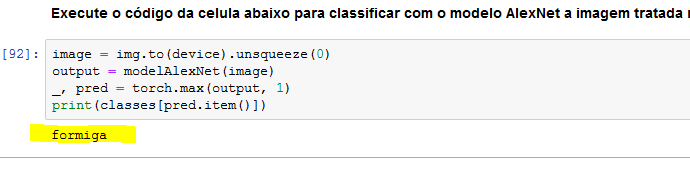 Execute o código da celula abaixo para classificar com o modelo AlexNet a imagem tratada
[92]: image = img.to(device).unsqueeze(0)
output = modelAlexNet(image)
_, pred = torch.max(output, 1)
print(classes[pred.item()])
formiga